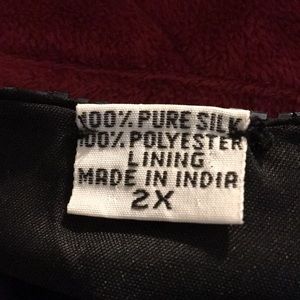 100% PURE SILK
100% POLYESTER
LINING
MADE IN INDIA
2X